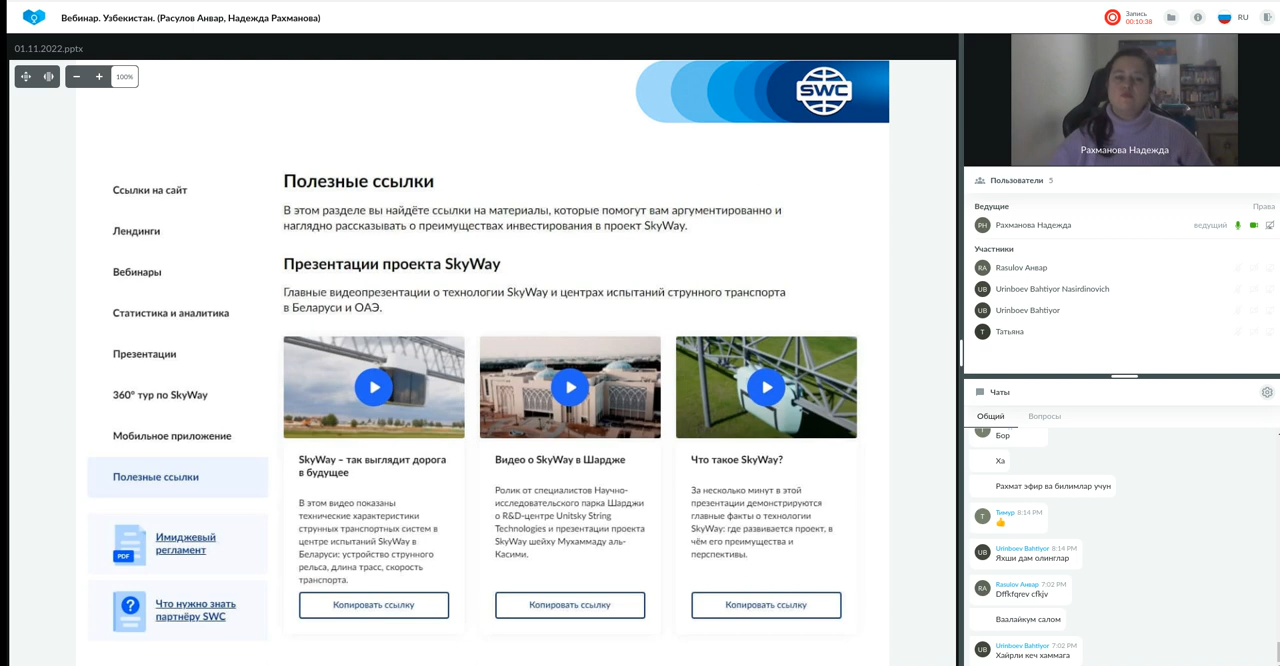 Вебинар. Узбекистан. (Расулов Анвар, Надежда Рахманова)
Запись
00:10:38
RU
01.11.2022.pptx
100%
SWC
Ссылки на сайт
Лендинги
Вебинары
Статистика и аналитика
Презентации
360° тур по SkyWay
Мобильное приложение
Полезные ссылки
PDF
Имиджевый
регламент
?
Что нужно знать
партнёру SWC
Полезные ссылки
В этом разделе вы найдёте ссылки на материалы, которые помогут вам аргументированно и
наглядно рассказывать о преимуществах инвестирования в проект SkyWay.
Презентации проекта SkyWay
Главные видеопрезентации о технологии SkyWay и центрах испытаний струнного транспорта
в Беларуси и ОАЭ.
SkyWay – так выглядит дорога
в будущее
В этом видео показаны
технические характеристики
струнных транспортных систем в
центре испытаний SkyWay в
Беларуси: устройство струнного
рельса, длина трасс, скорость
транспорта.
Копировать ссылку
Видео о SkyWay в Шардже
Ролик от специалистов Научно-
исследовательского парка Шарджи
о R&D-центре Unitsky String
Technologies и презентации проекта
SkyWay шейху Мухаммаду аль-
Касими.
Копировать ссылку
Что такое SkyWay?
За несколько минут в этой
презентации демонстрируются
главные факты о технологии
SkyWay: где развивается проект, в
чём его преимущества и
перспективы.
Копировать ссылку
Рахманова Надежда
Пользователи 5
Ведущие Права
РН Рахманова Надежда ведущий
Участники
RA Rasulov Анвар
UB Urinboev Bahtiyor Nasirdinovich
UB Urinboev Bahtiyor
Т Татьяна
Чаты
Общий Вопросы
Бор
Ха
Рахмат эфир ва билимлар учун
Т Тимур 8:14 PM
UB Urinboev Bahtiyor 8:14 PM
Яхши дам олинглар
RA Rasulov Анвар 7:02 PM
Dffkfqrev cfkjv
Ваалайкум салом
UB Urinboev Bahtiyor 7:02 PM
Хайрли кеч хаммага